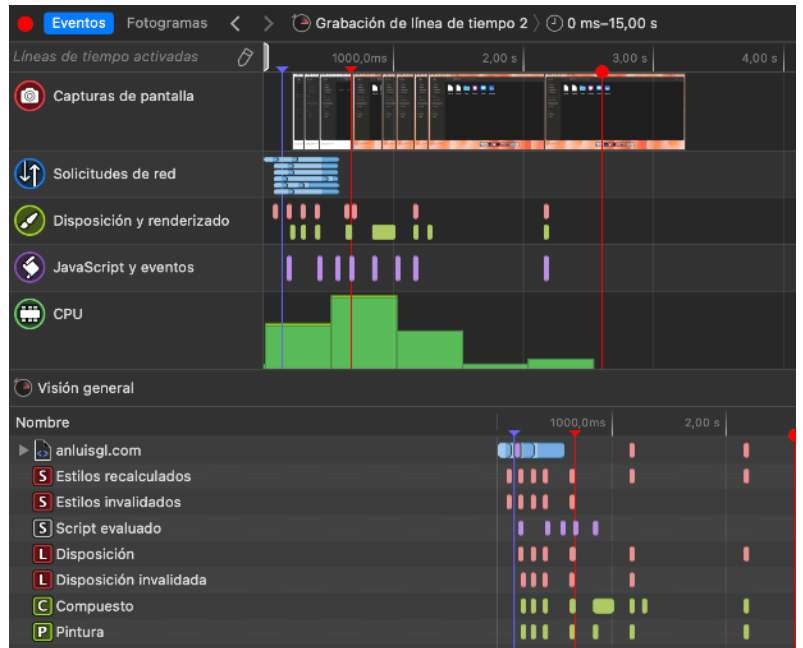 Eventos Fotogramas < > Grabación de línea de tiempo 2 〉 0 ms–15,00 s
Líneas de tiempo activadas 1000,0ms 2,00 s 3,00 s 4,00 s
Capturas de pantalla
Solicitudes de red
Disposición y renderizado
JavaScript y eventos
CPU
Visión general
Nombre 1000,0ms 2,00 s
anluisgl.com
S Estilos recalculados
S Estilos invalidados
S Script evaluado
L Disposición
L Disposición invalidada
C Compuesto
P Pintura